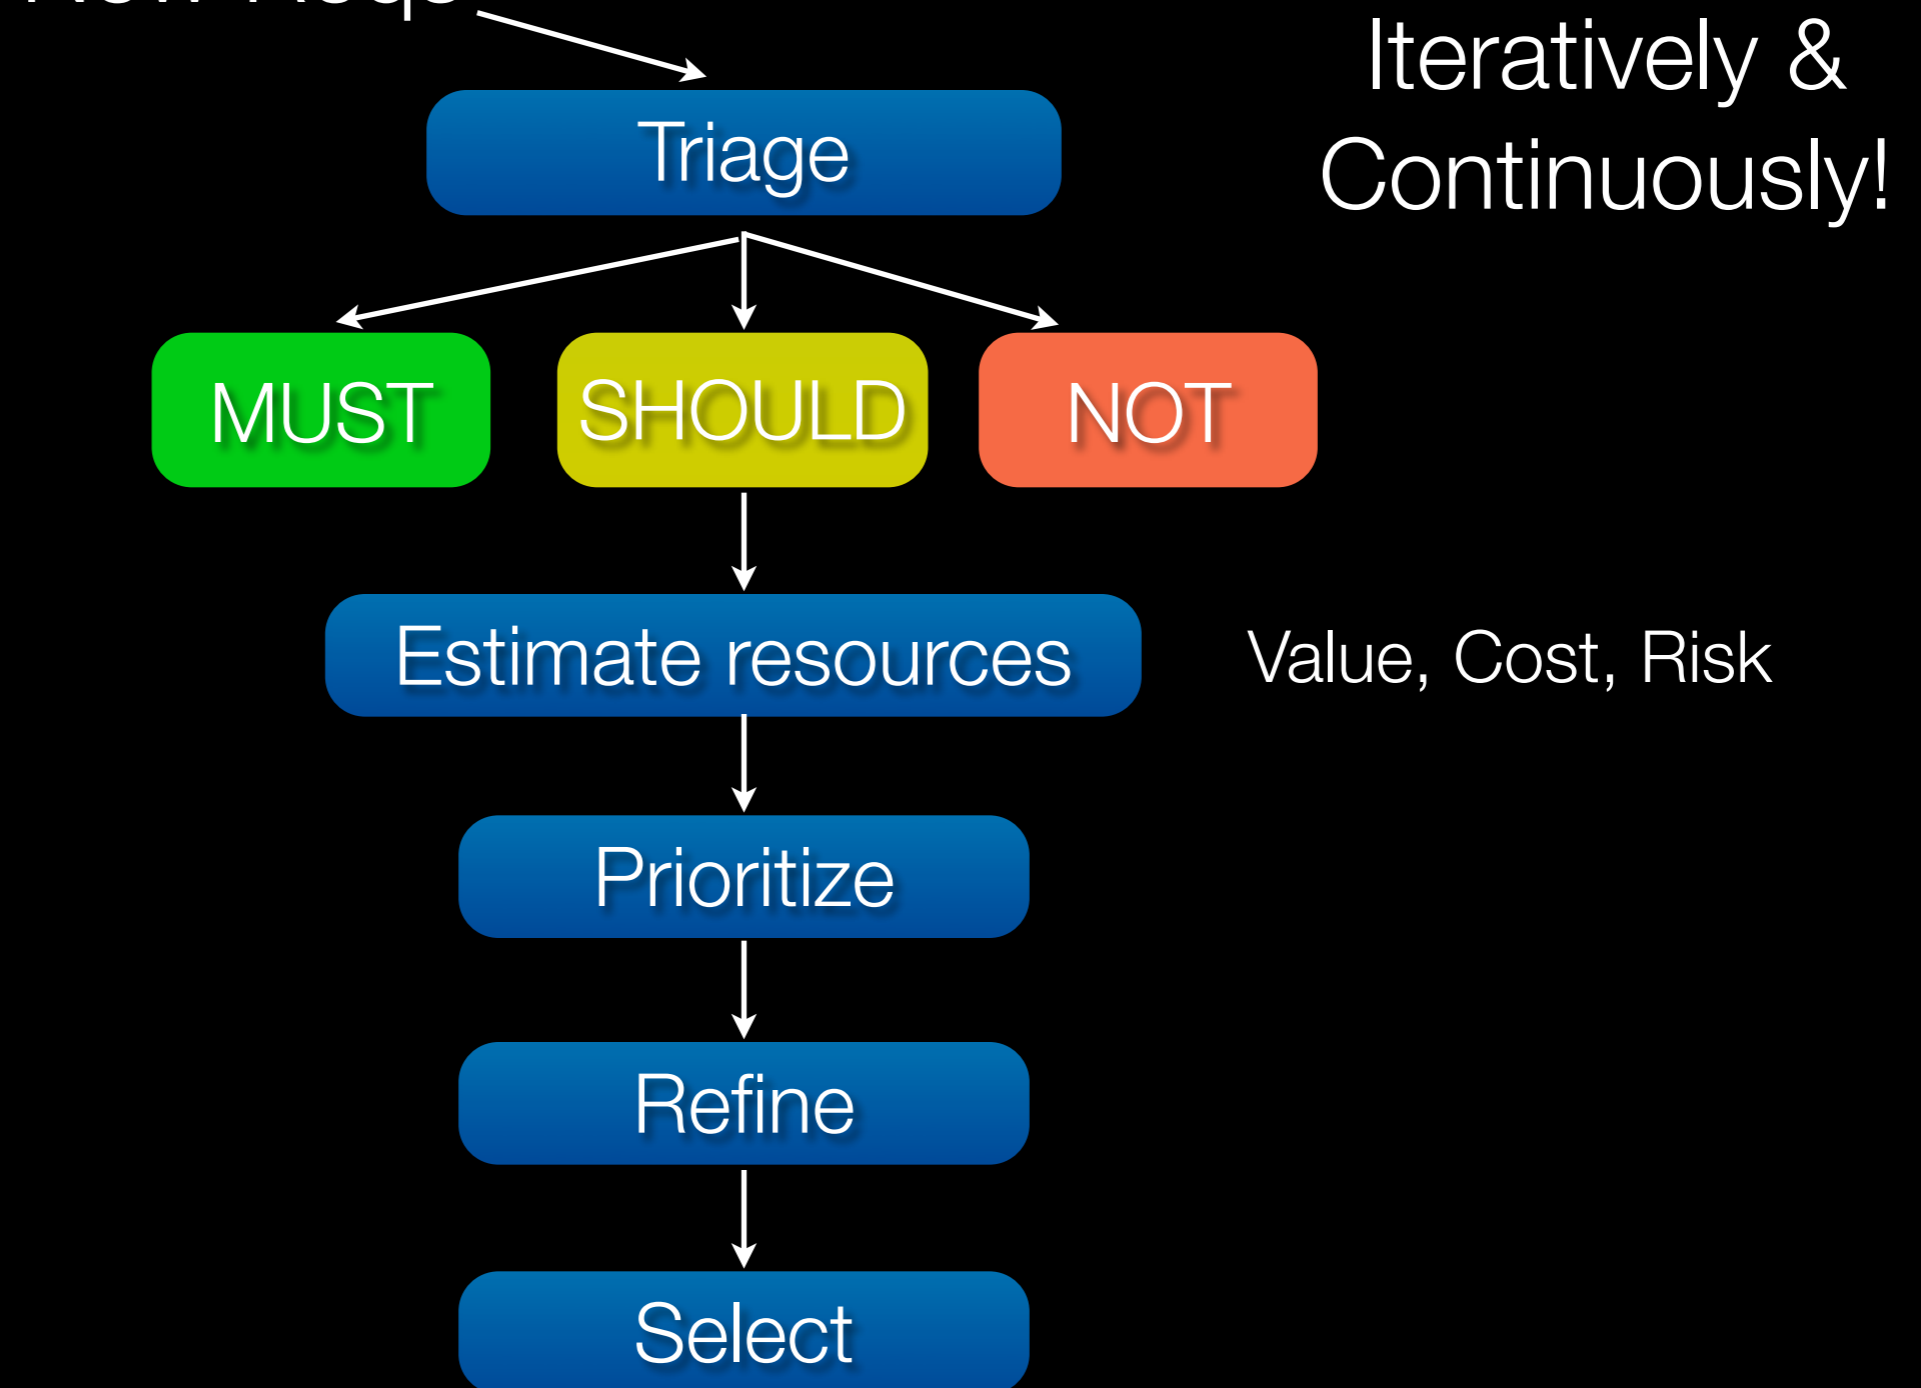 Iteratively &
Continuously!
Triage
MUST
SHOULD
NOT
Estimate resources
Value, Cost, Risk
Prioritize
Refine
Select